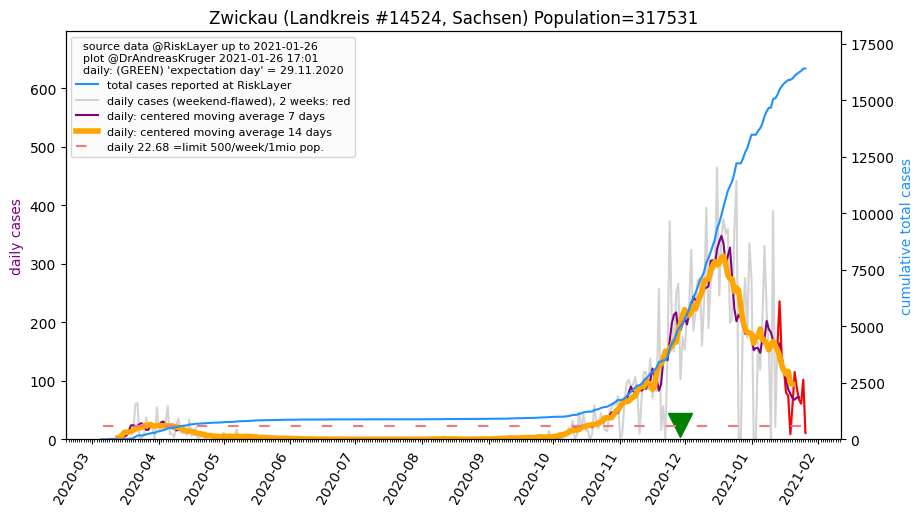 Zwickau (Landkreis #14524, Sachsen) Population=317531
source data @RiskLayer up to 2021-01-26
plot @DrAndreasKruger 2021-01-26 17:01
daily: (GREEN) 'expectation day' = 29.11.2020
total cases reported at RiskLayer
daily cases (weekend-flawed), 2 weeks: red
daily: centered moving average 7 days
daily: centered moving average 14 days
daily 22.68 =limit 500/week/1mio pop.
daily cases
600
500
400
300
200
100
0
17500
15000
12500
10000
7500
5000
2500
0
cumulative total cases
2020-03
2020-04
2020-05
2020-06
2020-07
2020-08
2020-09
2020-10
2020-11
2020-12
2021-01
2021-02